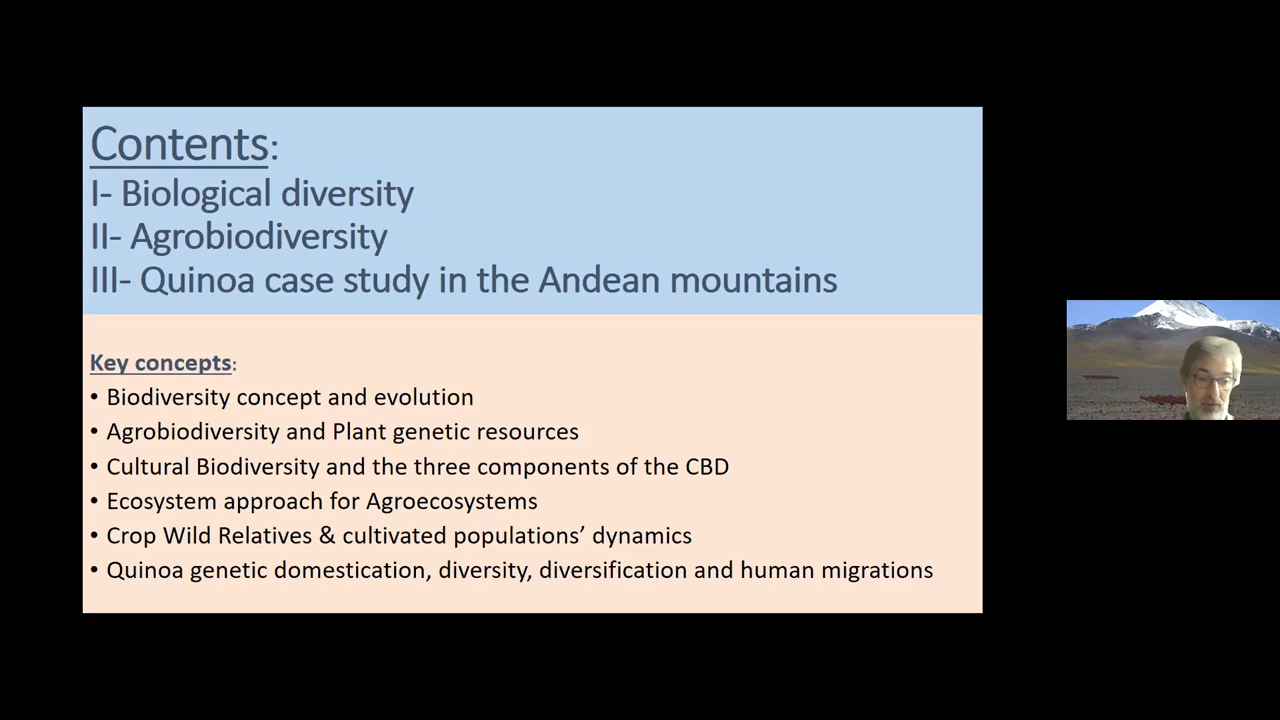 Contents:
I- Biological diversity
II- Agrobiodiversity
III- Quinoa case study in the Andean mountains
Key concepts:
• Biodiversity concept and evolution
• Agrobiodiversity and Plant genetic resources
• Cultural Biodiversity and the three components of the CBD
• Ecosystem approach for Agroecosystems
• Crop Wild Relatives & cultivated populations’ dynamics
• Quinoa genetic domestication, diversity, diversification and human migrations